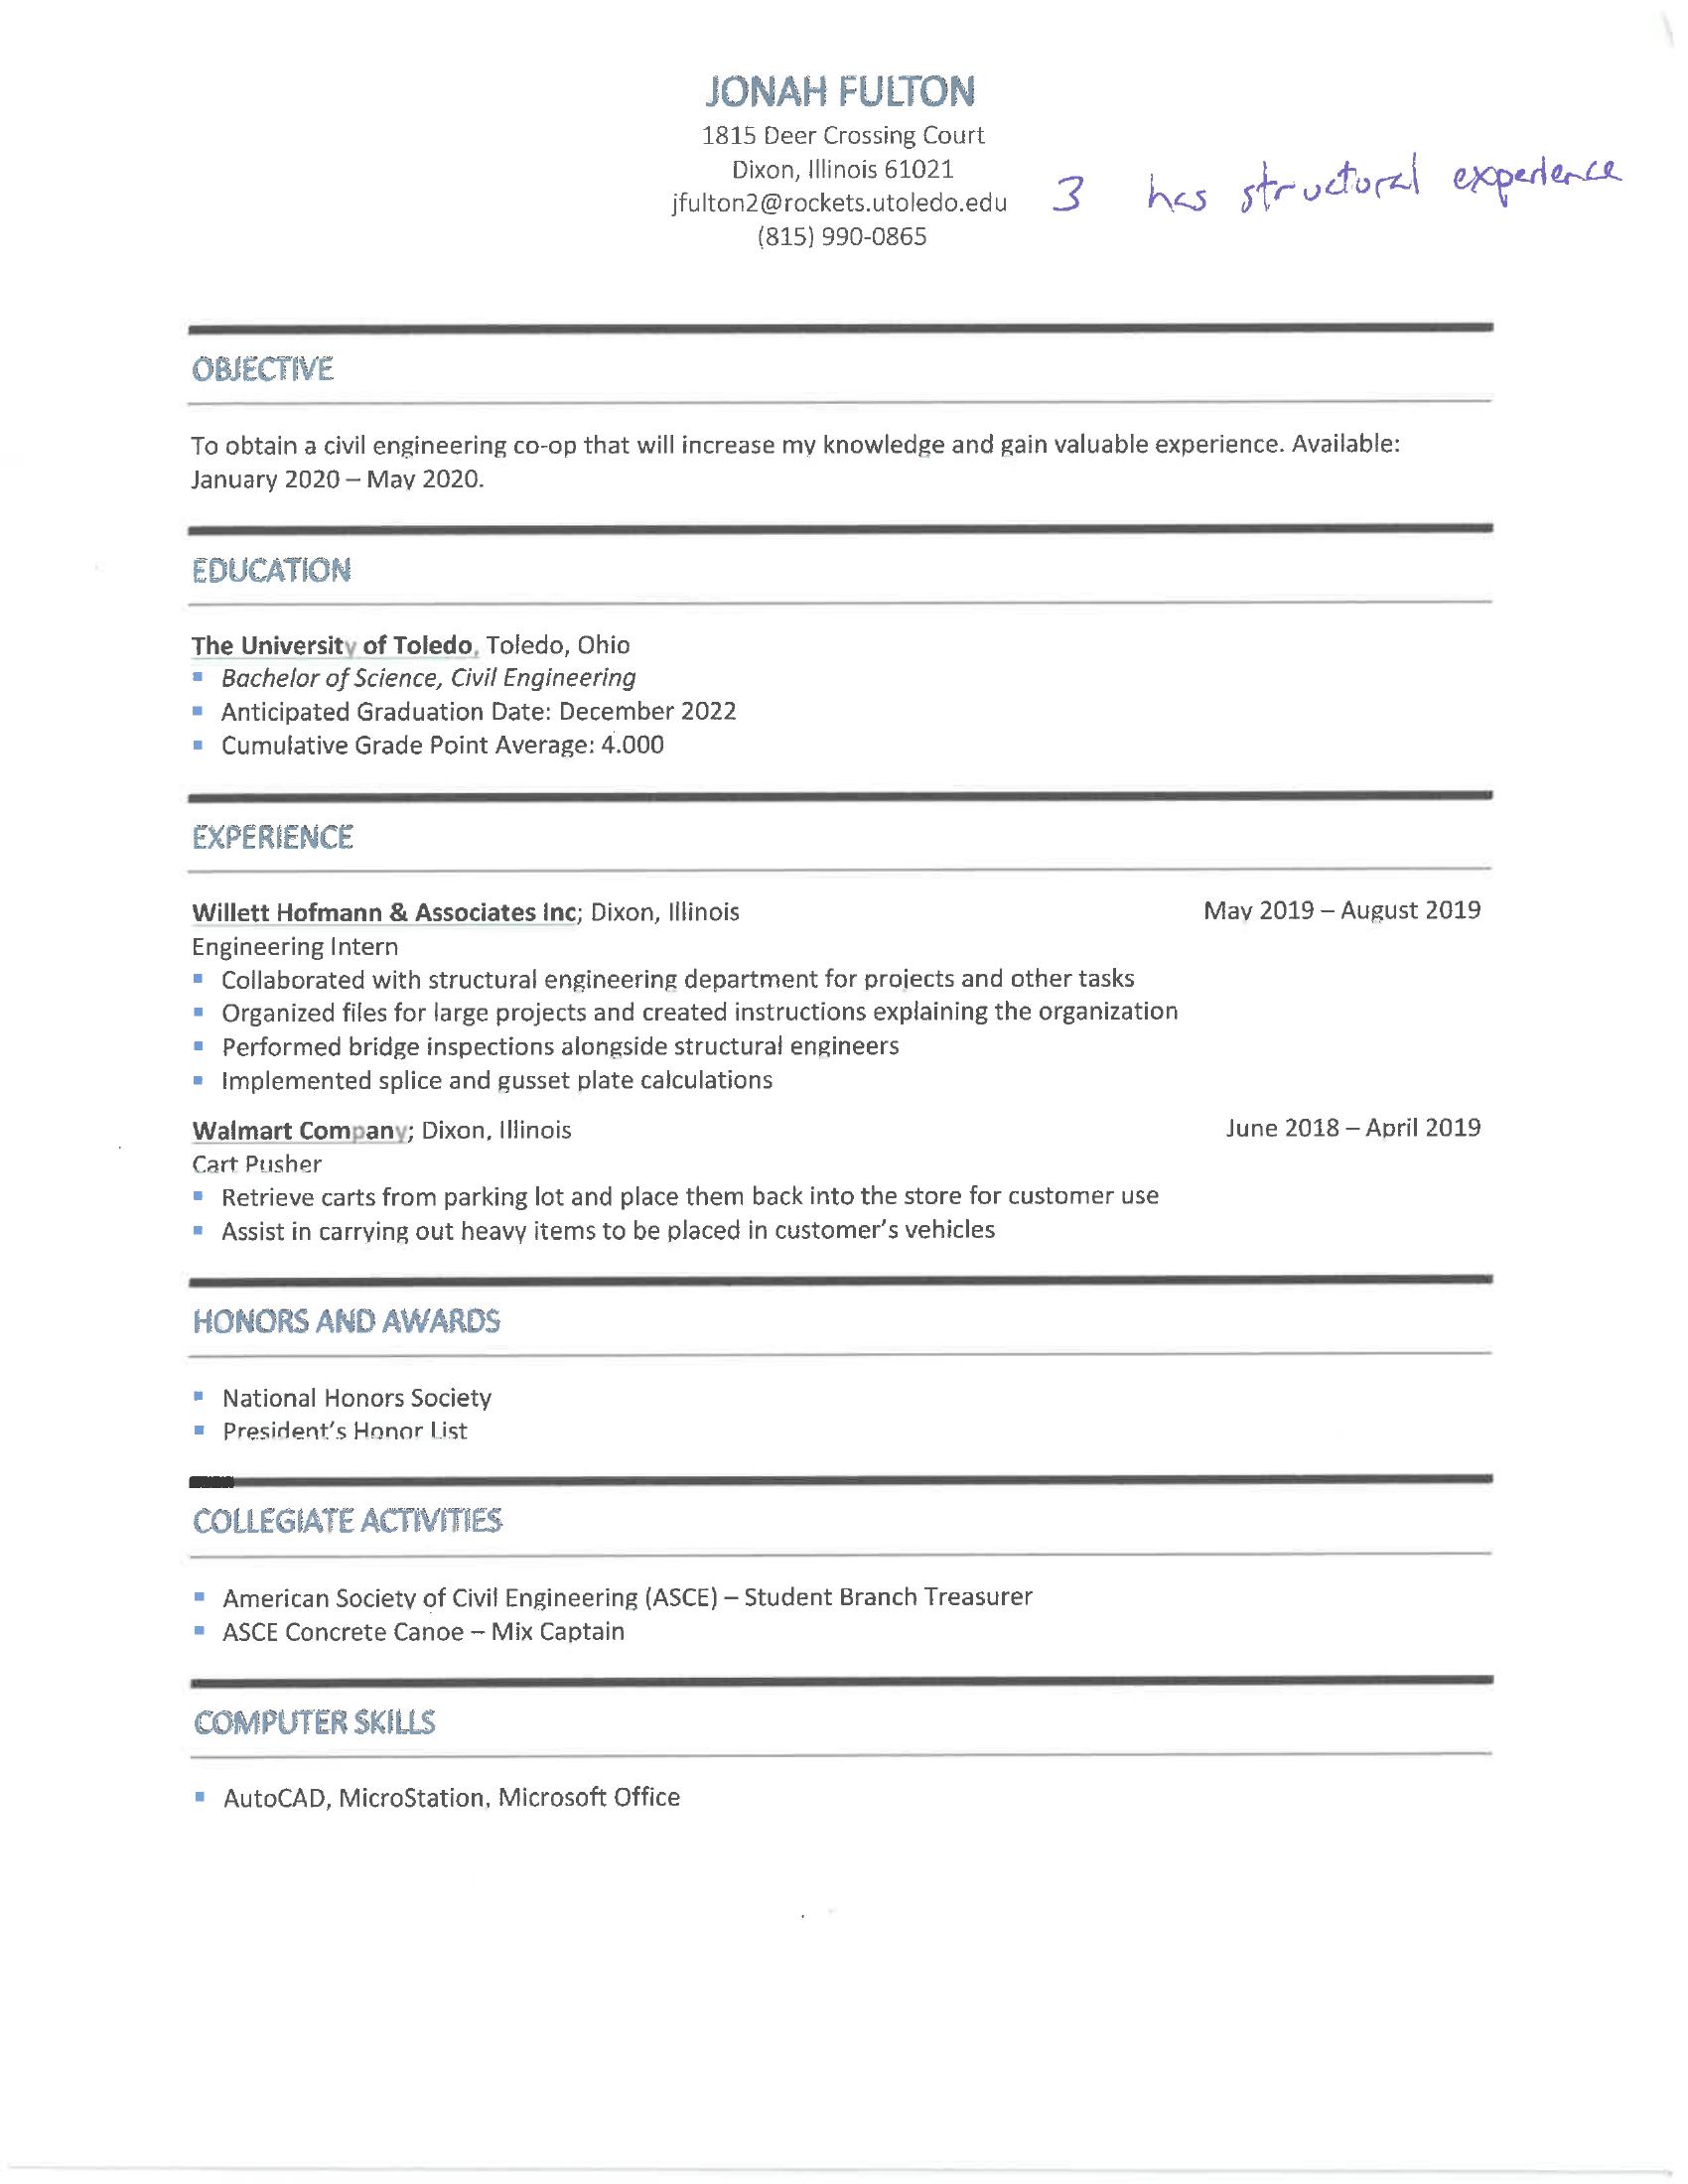 JONAH FULTON
1815 Deer Crossing Court
Dixon, Illinois 61021
jfulton2@rockets.utoledo.edu 3 has structural experience
(815) 990-0865
OBJECTIVE
To obtain a civil engineering co-op that will increase my knowledge and gain valuable experience. Available:
January 2020 – May 2020.
EDUCATION
The University of Toledo, Toledo, Ohio
▪ Bachelor of Science, Civil Engineering
▪ Anticipated Graduation Date: December 2022
▪ Cumulative Grade Point Average: 4.000
EXPERIENCE
Willett Hofmann & Associates Inc; Dixon, Illinois May 2019 – August 2019
Engineering Intern
▪ Collaborated with structural engineering department for projects and other tasks
▪ Organized files for large projects and created instructions explaining the organization
▪ Performed bridge inspections alongside structural engineers
▪ Implemented splice and gusset plate calculations
Walmart Company; Dixon, Illinois June 2018 – April 2019
Cart Pusher
▪ Retrieve carts from parking lot and place them back into the store for customer use
▪ Assist in carrying out heavy items to be placed in customer's vehicles
HONORS AND AWARDS
▪ National Honors Society
▪ President's Honor List
COLLEGIATE ACTIVITIES
▪ American Society of Civil Engineering (ASCE) – Student Branch Treasurer
▪ ASCE Concrete Canoe – Mix Captain
COMPUTER SKILLS
▪ AutoCAD, MicroStation, Microsoft Office